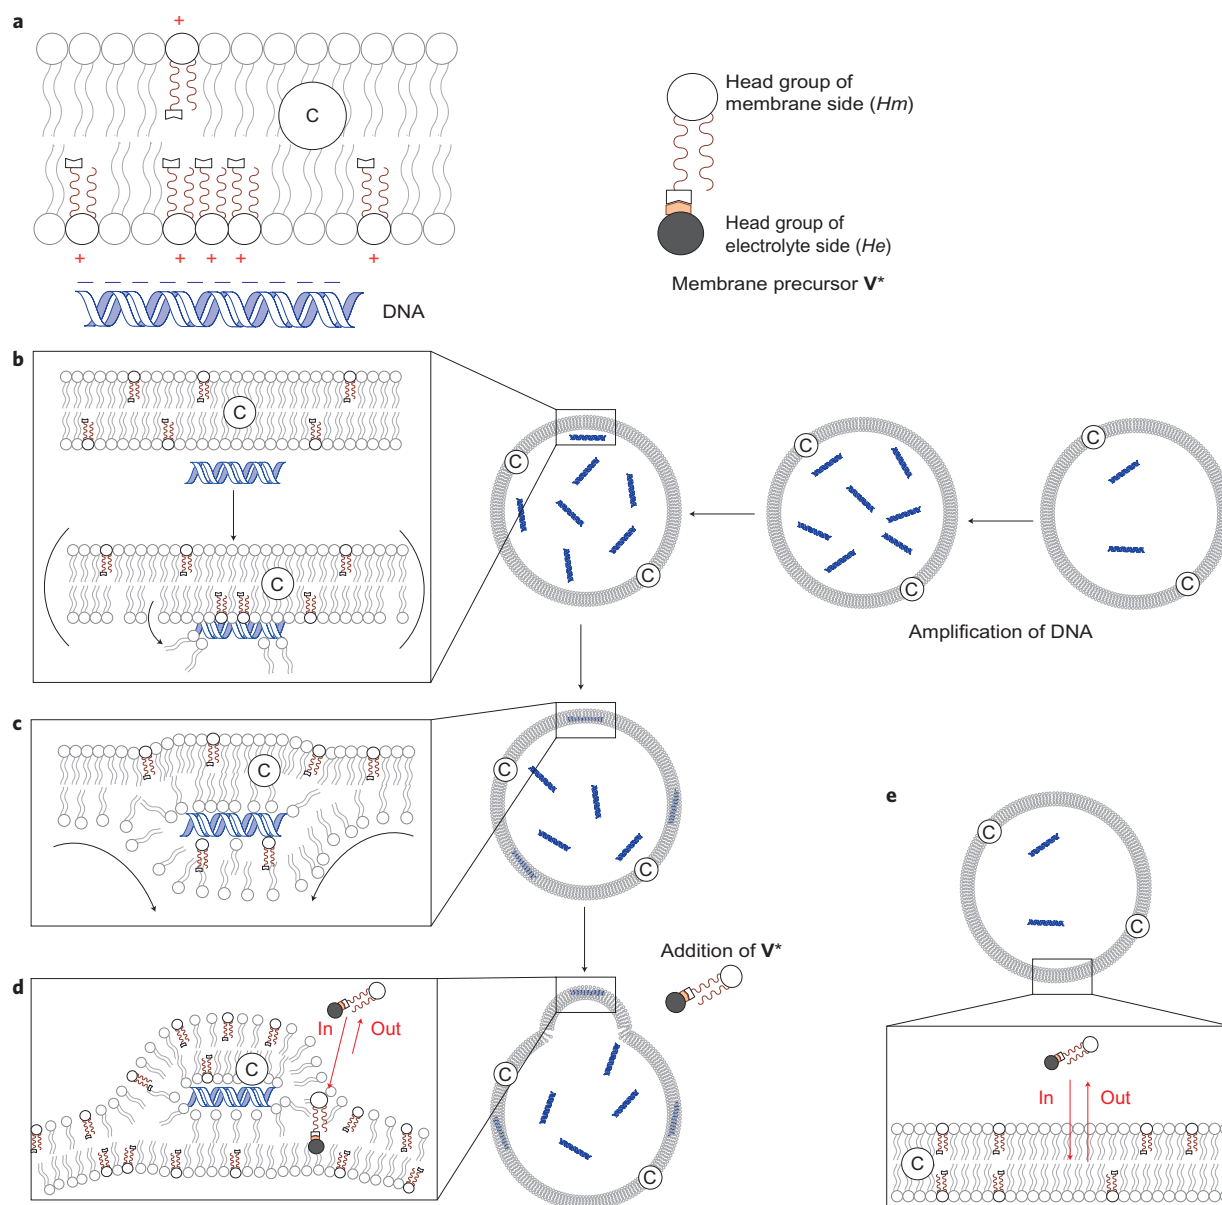 a
+
C
Head group of
membrane side (Hm)
Head group of
electrolyte side (He)
Membrane precursor V*
+ + + + +
– – – – – – – – –
DNA
b
C
C
C
C
C
C
C
C
Amplification of DNA
c
C
C
C
e
C
C
Addition of V*
d
In
Out
C
C
C
In
Out
C